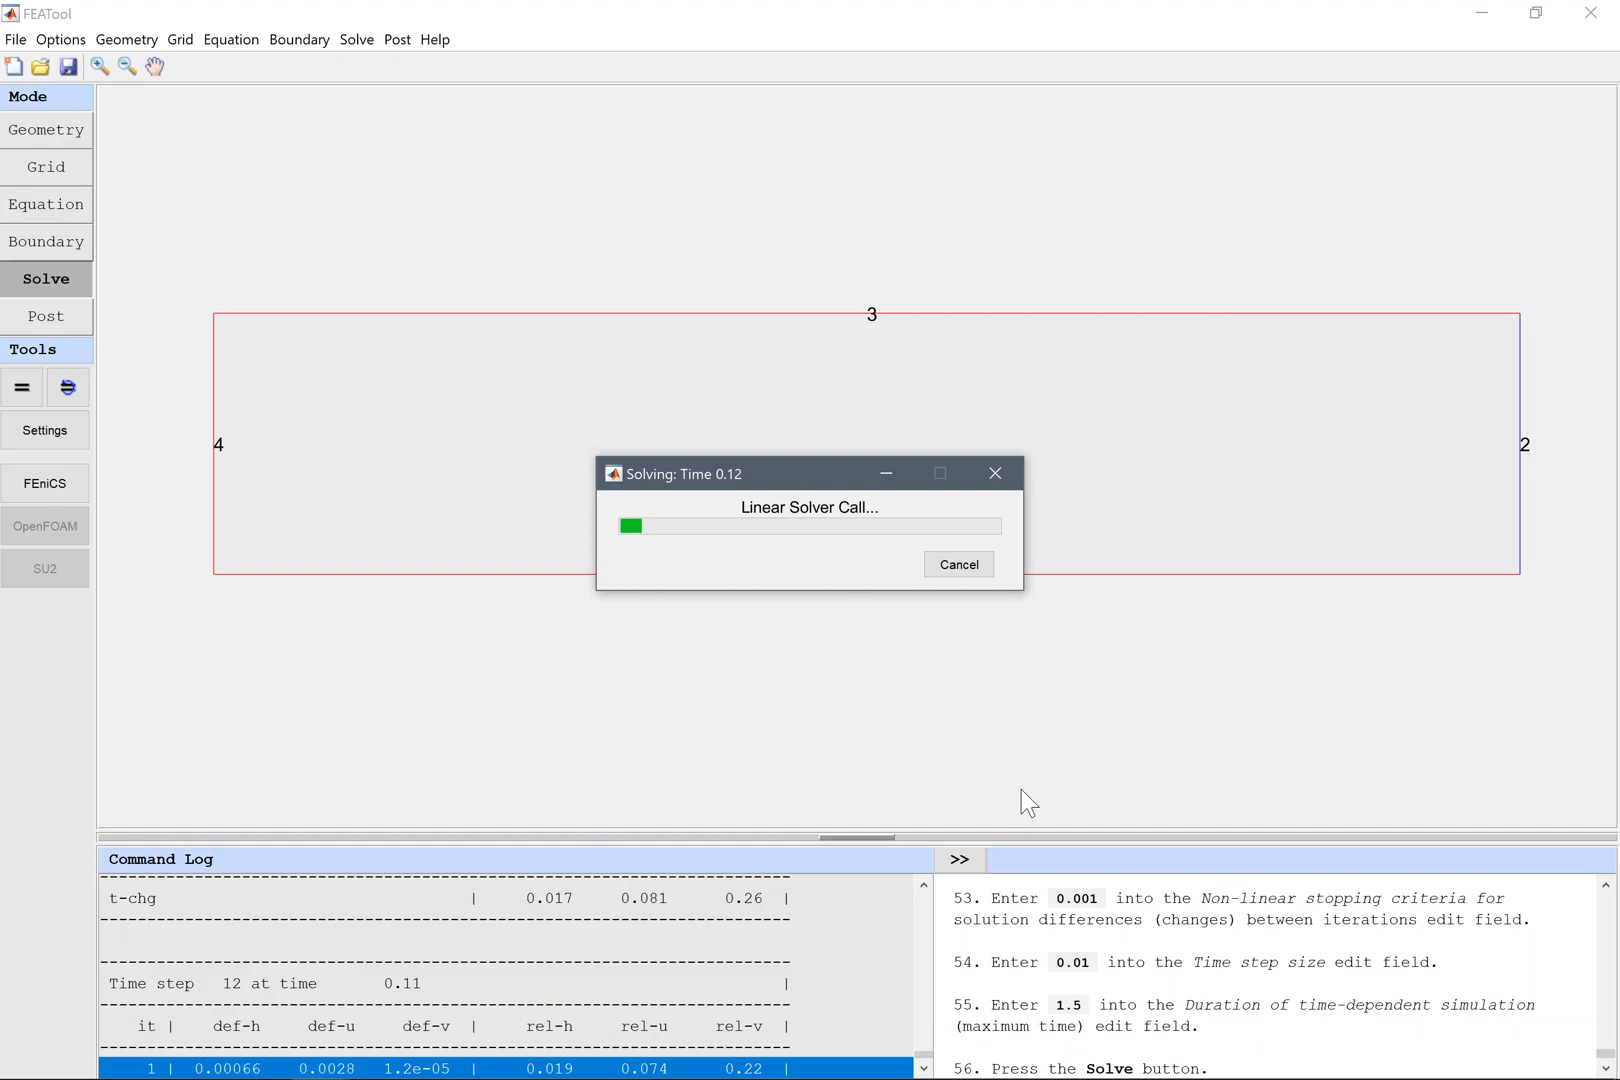 FEATool
File Options Geometry Grid Equation Boundary Solve Post Help
Mode
Geometry
Grid
Equation
Boundary
Solve
Post
Tools
Settings
FEniCS
OpenFOAM
SU2
3
4
2
Solving: Time 0.12
Linear Solver Call...
Cancel
Command Log
t-chg | 0.017 0.081 0.26 |
--------------------------------------------------------------------------
--------------------------------------------------------------------------
Time step 12 at time 0.11 |
--------------------------------------------------------------------------
it | def-h def-u def-v | rel-h rel-u rel-v |
--------------------------------------------------------------------------
1 | 0.00066 0.0028 1.2e-05 | 0.019 0.074 0.22 |
>>
53. Enter 0.001 into the Non-linear stopping criteria for
solution differences (changes) between iterations edit field.
54. Enter 0.01 into the Time step size edit field.
55. Enter 1.5 into the Duration of time-dependent simulation
(maximum time) edit field.
56. Press the Solve button.